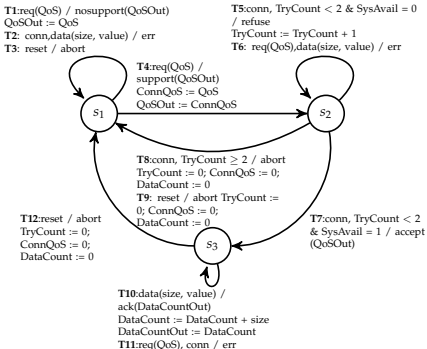 T1:req(QoS) / nosupport(QoSOut)
QoSOut := QoS
T2: conn,data(size, value) / err
T3: reset / abort
T5:conn, TryCount < 2 & SysAvail = 0
/ refuse
TryCount := TryCount + 1
T6: req(QoS),data(size, value) / err
T4:req(QoS) /
support(QoSOut)
ConnQoS := QoS
QoSOut := ConnQoS
s1
s2
T8:conn, TryCount ≥ 2 / abort
TryCount := 0; ConnQoS := 0;
DataCount := 0
T9: reset / abort TryCount :=
0; ConnQoS := 0;
DataCount := 0
T12:reset / abort
TryCount := 0;
ConnQoS := 0;
DataCount := 0
T7:conn, TryCount < 2
& SysAvail = 1 / accept
(QoSOut)
s3
T10:data(size, value) /
ack(DataCountOut)
DataCount := DataCount + size
DataCountOut := DataCount
T11:req(QoS), conn / err